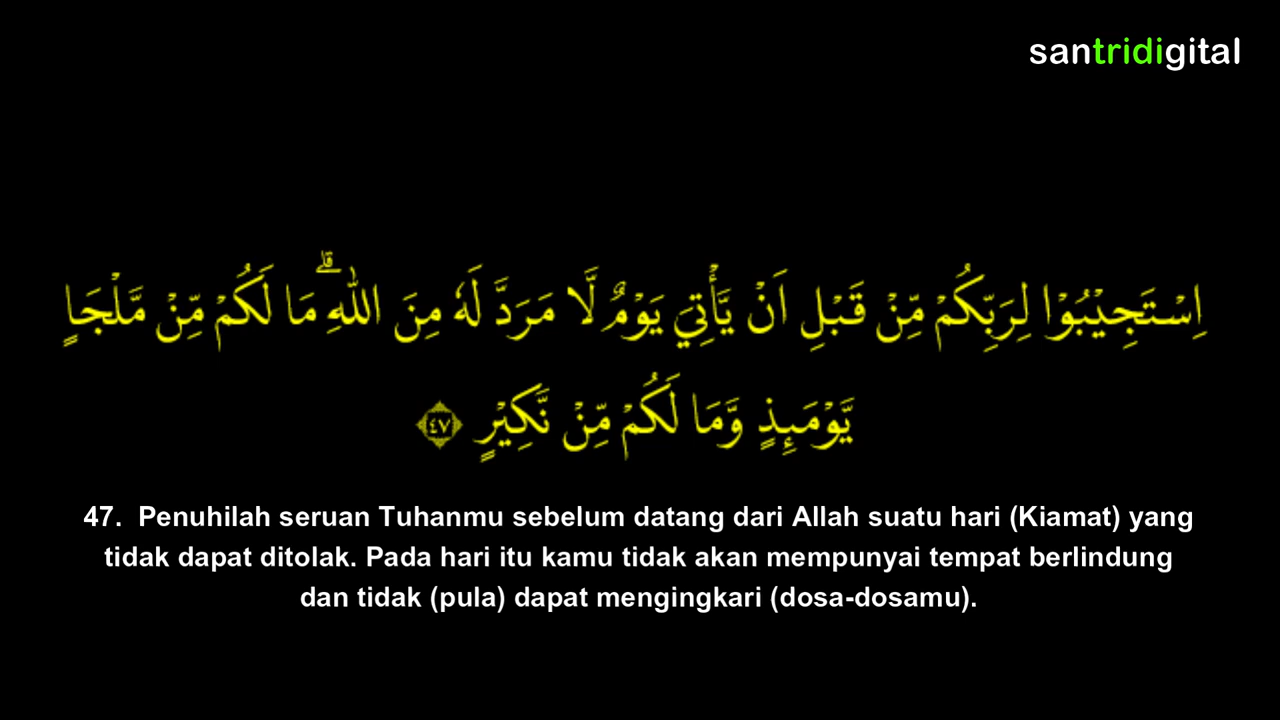 santridigital
اِسْتَجِيْبُوْا لِرَبِّكُمْ مِّنْ قَبْلِ اَنْ يَّأْتِيَ يَوْمٌ لَّا مَرَدَّ لَهٗ مِنَ اللّٰهِ ۗمَا لَكُمْ مِّنْ مَّلْجَاٍ
يَّوْمَىِٕذٍ وَّمَا لَكُمْ مِّنْ نَّكِيْرٍ ٤٧
47. Penuhilah seruan Tuhanmu sebelum datang dari Allah suatu hari (Kiamat) yang
tidak dapat ditolak. Pada hari itu kamu tidak akan mempunyai tempat berlindung
dan tidak (pula) dapat mengingkari (dosa-dosamu).